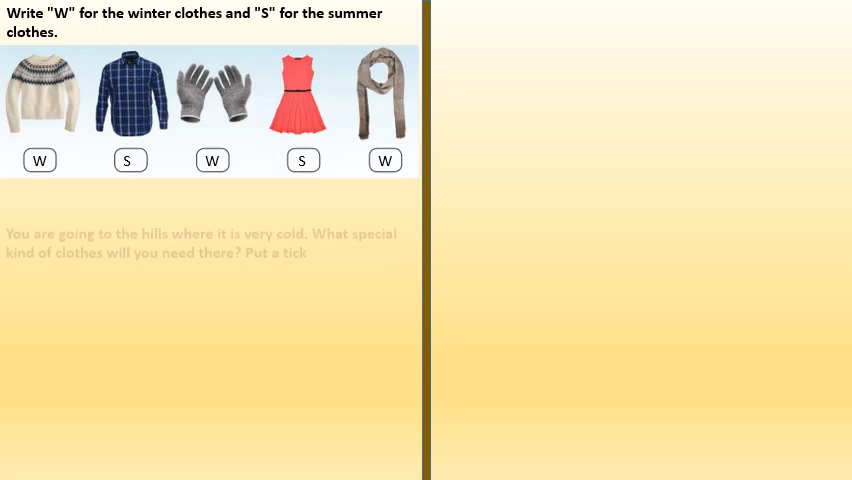 Write "W" for the winter clothes and "S" for the summer
clothes.
W S W S W
You are going to the hills where it is very cold. What special
kind of clothes will you need there? Put a tick